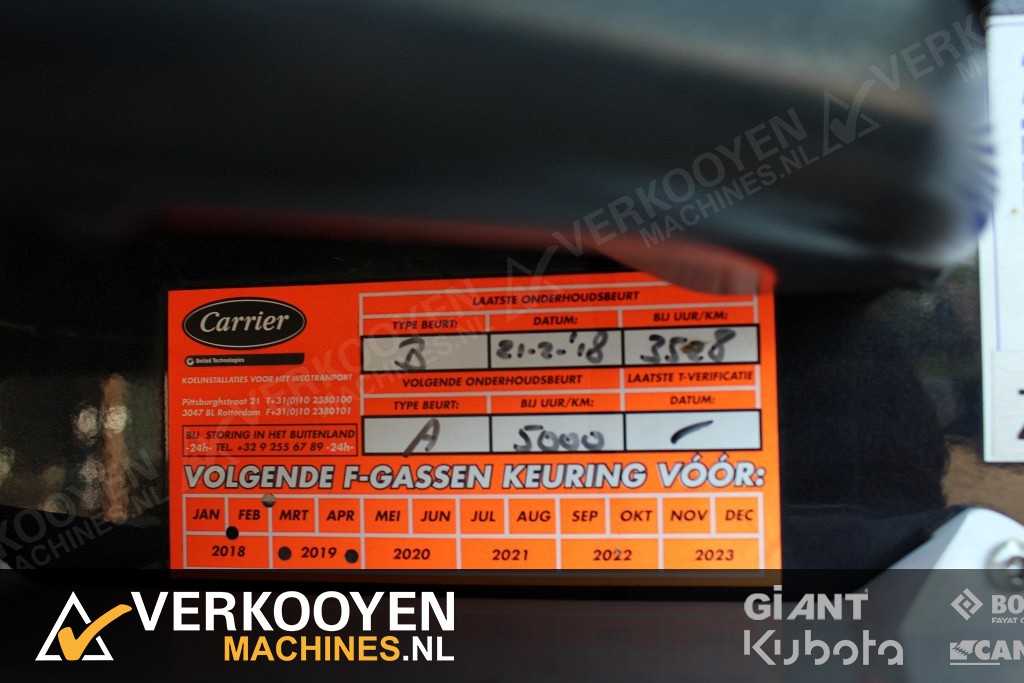 VERKOOYEN
MACHINES.NL
VERKOOYEN
MACHINES.NL
LAATSTE ONDERHOUDSBEURT
Carrier
TYPE BEURT: DATUM: BIJ UUR/KM:
B 21-2-'18
United Technologies
KOELINSTALLATIES VOOR HET WEGTRANPORT
VOLGENDE ONDERHOUDSBEURT LAATSTE T-VERIFICATIE
Pittsburghstraat 21 T+31(0)10 2380100
3047 BL Rotterdam F+31(0)10 2380101
TYPE BEURT: BIJ UUR/KM: DATUM:
A 5000 -
BIJ STORING IN HET BUITENLAND
-24h- TEL. +32 9 255 67 89 -24h-
VOLGENDE F-GASSEN KEURING VÓÓR:
JAN FEB MRT APR MEI JUN JUL AUG SEP OKT NOV DEC
2018 2019 2020 2021 2022 2023
VERKOOYEN
MACHINES.NL
GiANT
Kubota